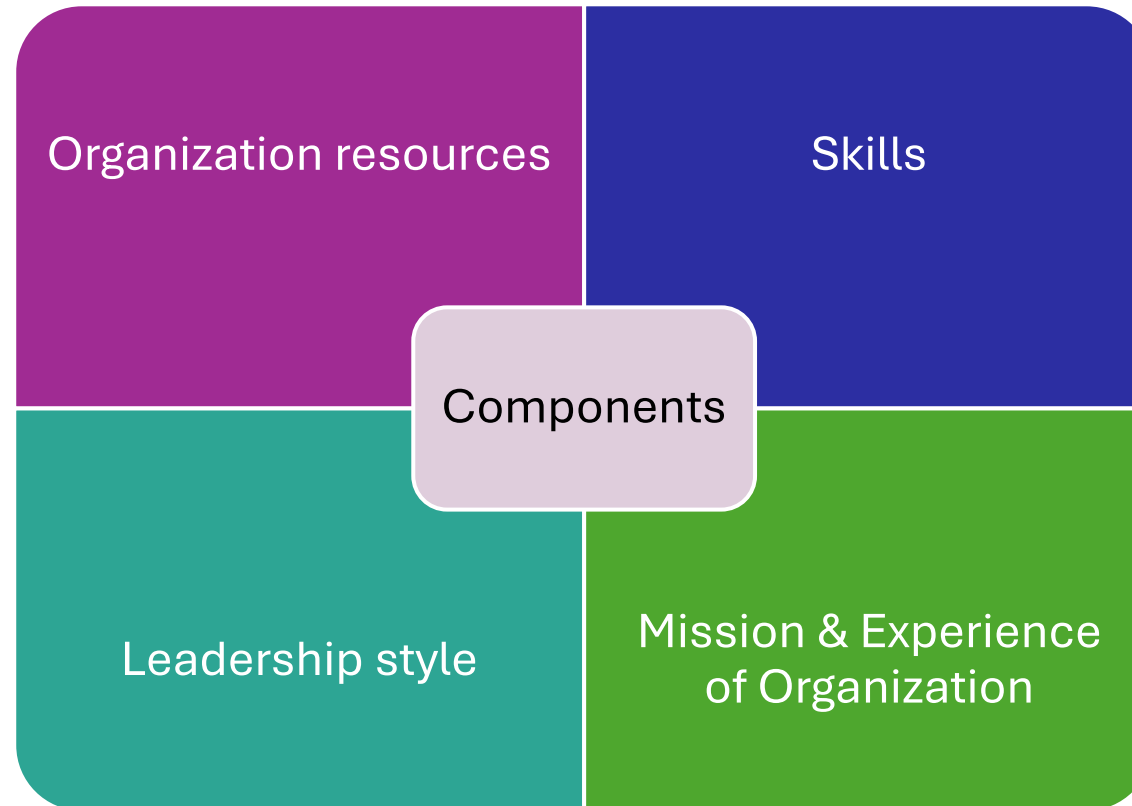 Organization resources
Skills
Components
Leadership style
Mission & Experience
of Organization